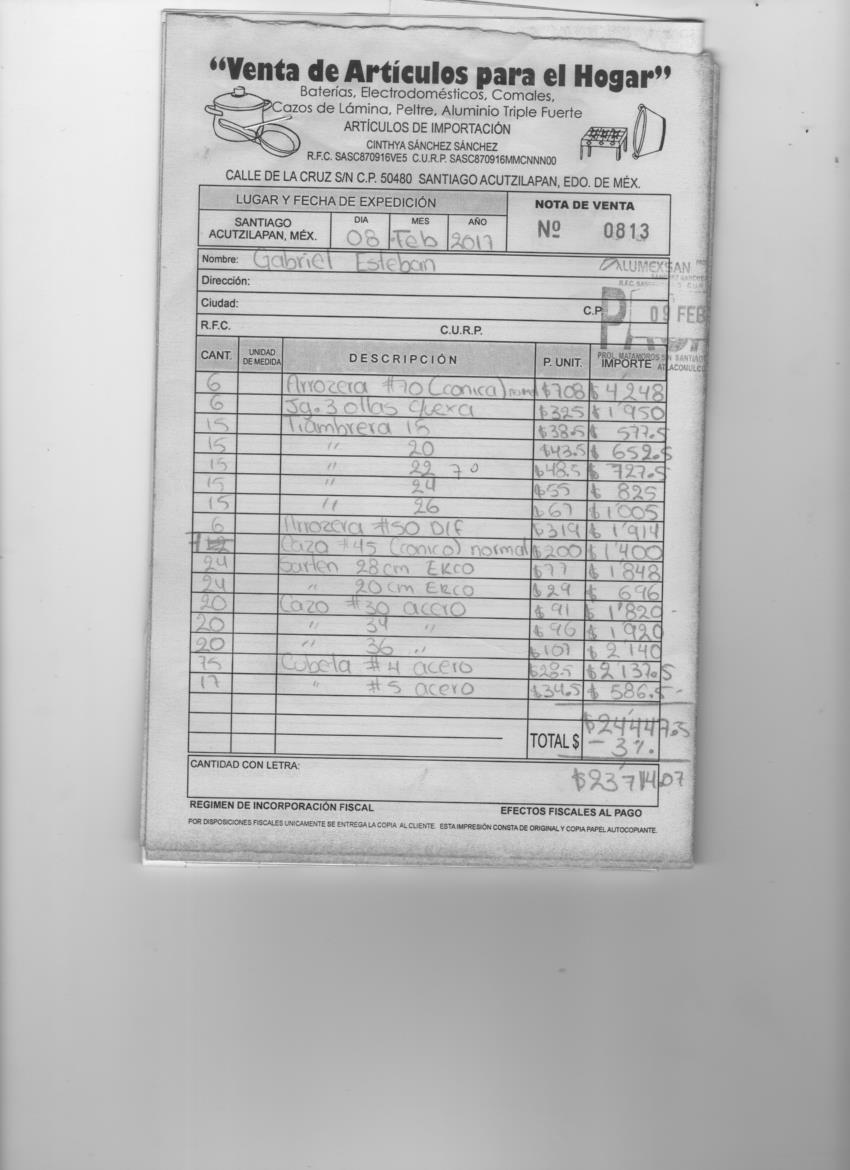 "Venta de Artículos para el Hogar"
Baterías, Electrodomésticos, Comales,
Cazos de Lámina, Peltre, Aluminio Triple Fuerte
ARTÍCULOS DE IMPORTACIÓN
CINTHYA SÁNCHEZ SÁNCHEZ
R.F.C. SASC870916VE5 C.U.R.P. SASC870916MMCNNN00
CALLE DE LA CRUZ S/N C.P. 50480 SANTIAGO ACUTZILAPAN, EDO. DE MÉX.
LUGAR Y FECHA DE EXPEDICIÓN
NOTA DE VENTA
SANTIAGO ACUTZILAPAN, MÉX.
DIA MES AÑO
08 Feb 2017
Nº 0813
Nombre: Gabriel Esteban
ALUMEXSAN
Dirección:
Ciudad: C.P.
09 FEB
R.F.C. C.U.R.P.
PROL. MATAMOROS S/N SANTIAGO
CANT. UNIDAD DE MEDIDA DESCRIPCIÓN P. UNIT. IMPORTE
6 Arrozera #70 (conica) $708 $4'248
6 Jg. 3 ollas $325 $1'950
15 15 $38.5 $577.5
15 " 20 $43.5 $652.5
15 " 22 70 $48.5 $727.5
15 " 24 $55 $825
15 " 26 $67 $1'005
6 Arrozera #50 DIF $319 $1'914
7 Cazo #45 (conico) normal $200 $1'400
24 Sarten 28cm EKCO $77 $1'848
24 " 20cm EKCO $29 $696
20 Cazo #30 acero $91 $1'820
20 " 34 " $96 $1'920
20 " 36 " $107 $2'140
75 Cubeta #4 acero $28.5 $2'137.5
17 " #5 acero $34.5 $586.5
$24'447.5
TOTAL $ - 3%
CANTIDAD CON LETRA:
$23'714.07
REGIMEN DE INCORPORACIÓN FISCAL EFECTOS FISCALES AL PAGO
POR DISPOSICIONES FISCALES UNICAMENTE SE ENTREGA LA COPIA AL CLIENTE. ESTA IMPRESIÓN CONSTA DE ORIGINAL Y COPIA PAPEL AUTOCOPIANTE.